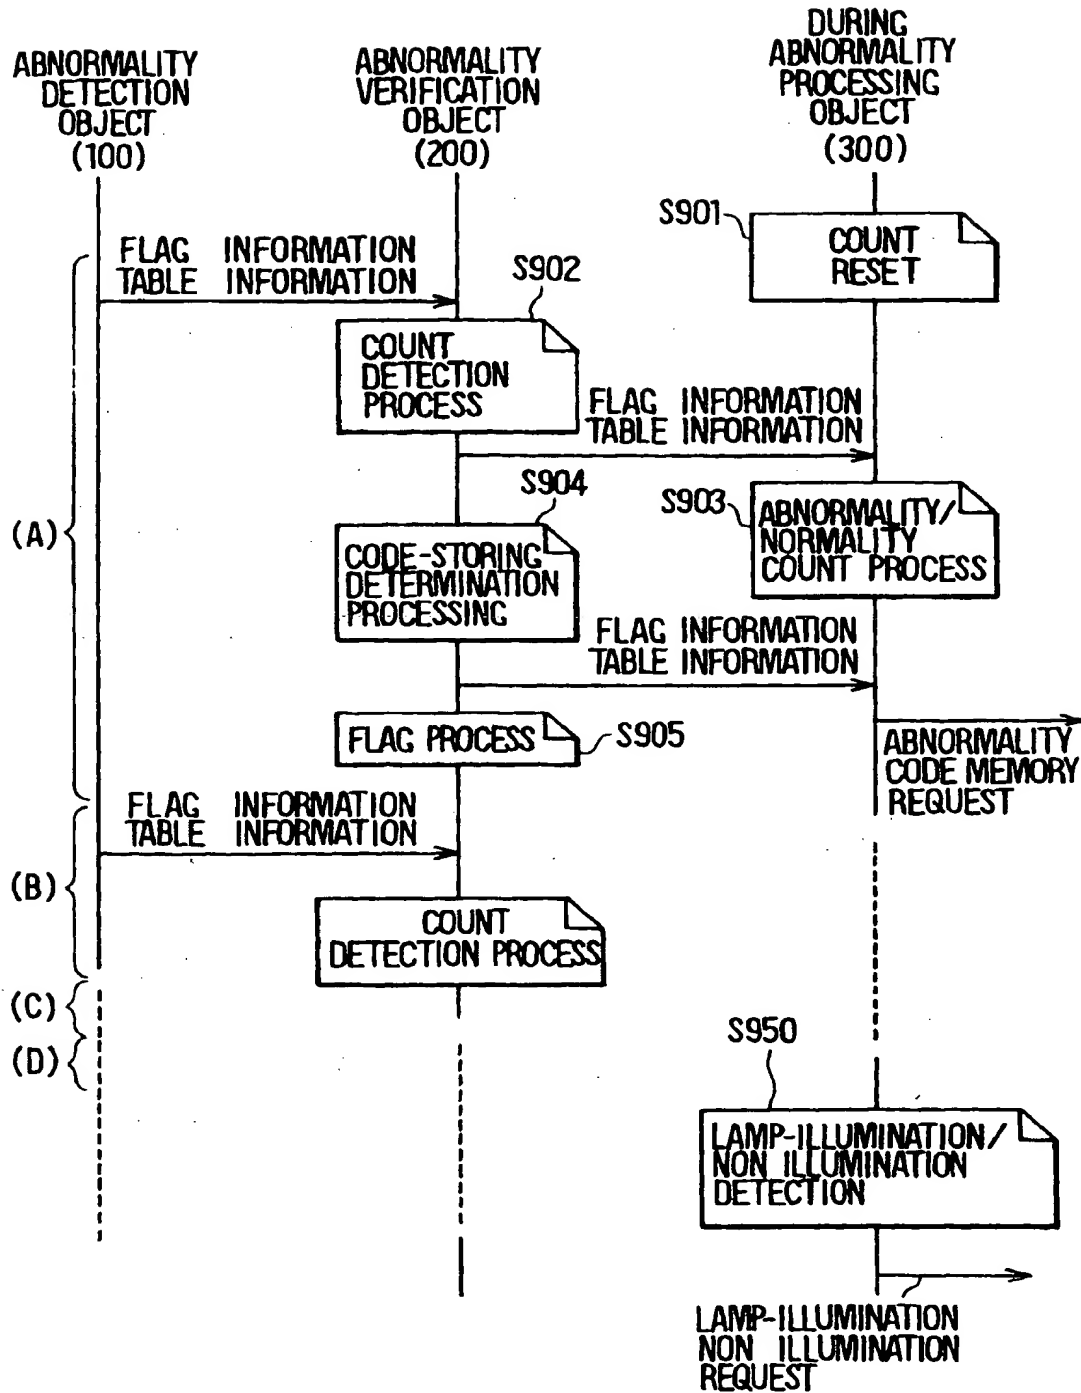 ABNORMALITY
DETECTION
OBJECT
(100)
ABNORMALITY
VERIFICATION
OBJECT
(200)
DURING
ABNORMALITY
PROCESSING
OBJECT
(300)
S901
COUNT
RESET
FLAG INFORMATION
TABLE INFORMATION
S902
COUNT
DETECTION
PROCESS
FLAG INFORMATION
TABLE INFORMATION
(A)
S904
CODE-STORING
DETERMINATION
PROCESSING
S903
ABNORMALITY/
NORMALITY
COUNT PROCESS
FLAG INFORMATION
TABLE INFORMATION
FLAG PROCESS
S905
ABNORMALITY
CODE MEMORY
REQUEST
FLAG INFORMATION
TABLE INFORMATION
(B)
COUNT
DETECTION PROCESS
(C)
(D)
S950
LAMP-ILLUMINATION/
NON ILLUMINATION
DETECTION
LAMP-ILLUMINATION
NON ILLUMINATION
REQUEST